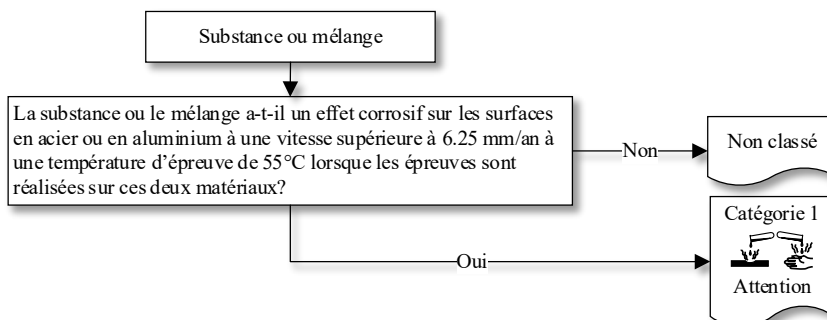 Substance ou mélange
La substance ou le mélange a-t-il un effet corrosif sur les surfaces
en acier ou en aluminium à une vitesse supérieure à 6.25 mm/an à
une température d’épreuve de 55°C lorsque les épreuves sont
réalisées sur ces deux matériaux?
Non
Non classé
Oui
Catégorie 1
Attention